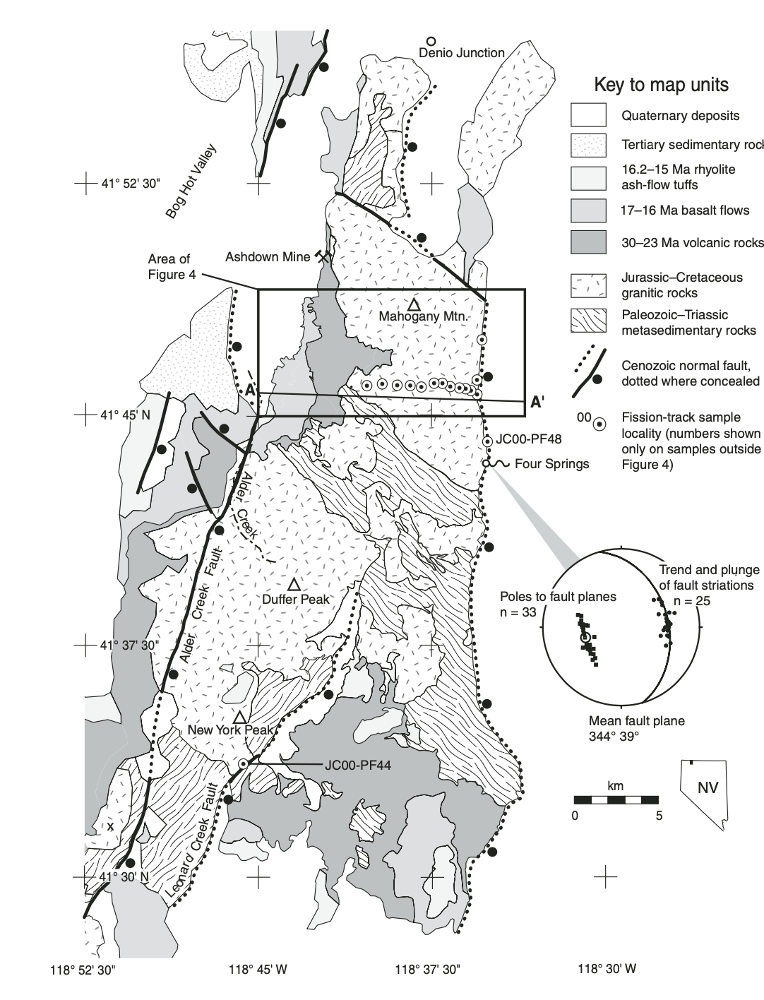 Denio Junction
Key to map units
Quaternary deposits
Tertiary sedimentary rock
16.2–15 Ma rhyolite
ash-flow tuffs
17–16 Ma basalt flows
30–23 Ma volcanic rocks
Jurassic–Cretaceous
granitic rocks
Paleozoic–Triassic
metasedimentary rocks
Cenozoic normal fault,
dotted where concealed
00
Fission-track sample
locality (numbers shown
only on samples outside
Figure 4)
Bog Hot Valley
41° 52' 30"
Ashdown Mine
Area of
Figure 4
Mahogany Mtn.
A
A'
41° 45' N
JC00-PF48
Four Springs
Alder Creek
Alder Creek Fault
Duffer Peak
Trend and plunge
of fault striations
n = 25
Poles to fault planes
n = 33
41° 37' 30"
Mean fault plane
344° 39°
New York Peak
JC00-PF44
Leonard Creek Fault
x
km
0 5
NV
41° 30' N
118° 52' 30" 118° 45' W 118° 37' 30" 118° 30' W